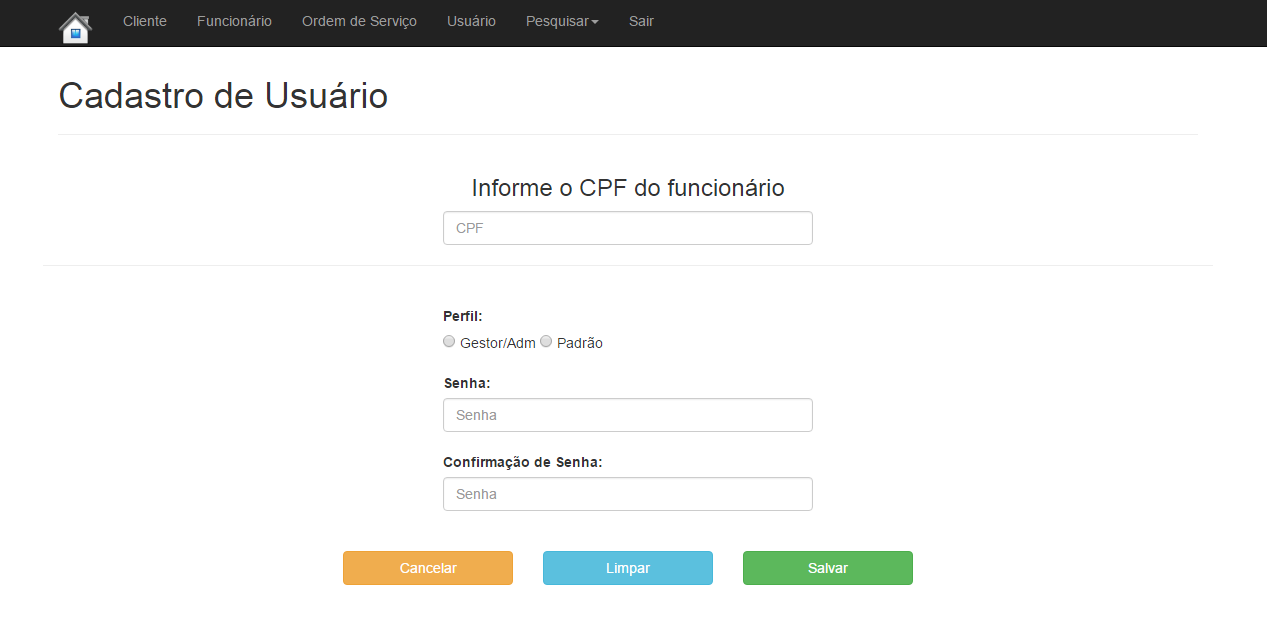 Cliente Funcionário Ordem de Serviço Usuário Pesquisar Sair
Cadastro de Usuário
Informe o CPF do funcionário
CPF
Perfil:
Gestor/Adm Padrão
Senha:
Senha
Confirmação de Senha:
Senha
Cancelar Limpar Salvar